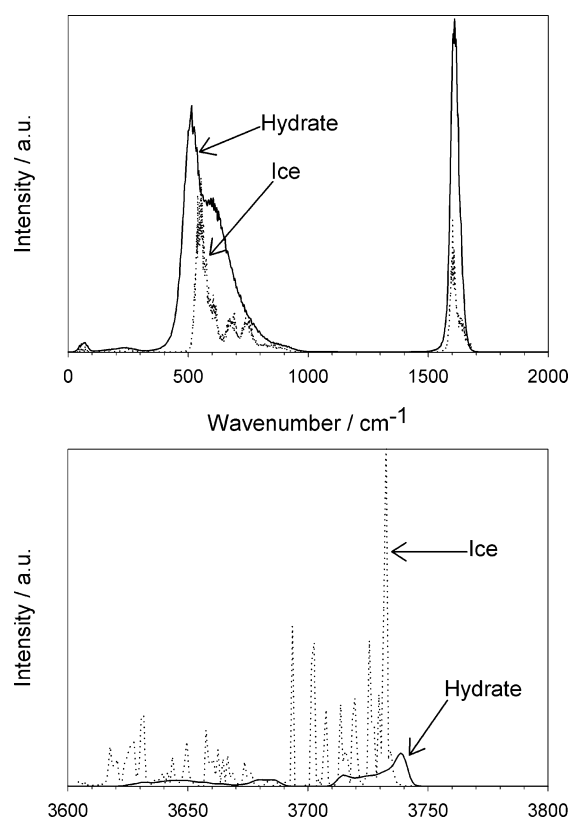 Intensity / a.u.
Hydrate
Ice
0 500 1000 1500 2000
Wavenumber / cm-1
Intensity / a.u.
Ice
Hydrate
3600 3650 3700 3750 3800